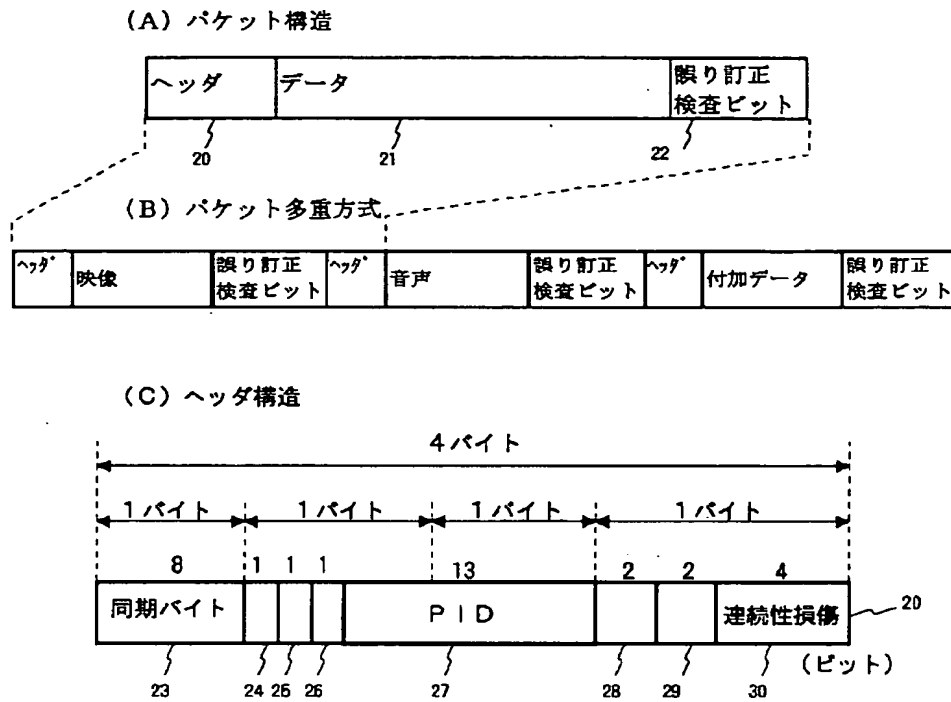 (A) パケット構造
ヘッダ
データ
誤り訂正
検査ビット
20
21
22
(B) パケット多重方式
ヘッダ
映像
誤り訂正
検査ビット
ヘッダ
音声
誤り訂正
検査ビット
ヘッダ
付加データ
誤り訂正
検査ビット
(C) ヘッダ構造
4バイト
1バイト
1バイト
1バイト
1バイト
8
1
1
1
13
2
2
4
同期バイト
PID
連続性損傷
20
(ビット)
23
24
25
26
27
28
29
30